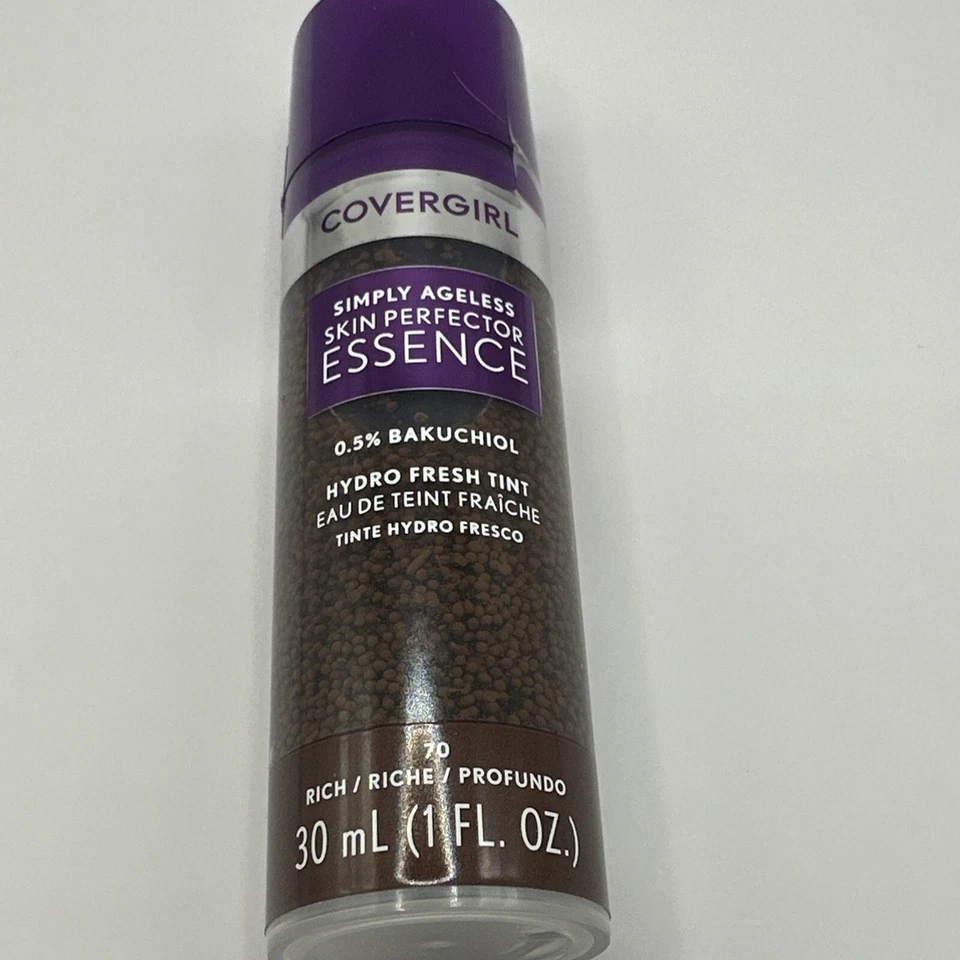 COVERGIRL
SIMPLY AGELESS
SKIN PERFECTOR
ESSENCE
0.5% BAKUCHIOL
HYDRO FRESH TINT
EAU DE TEINT FRAÎCHE
TINTE HYDRO FRESCO
70
RICH / RICHE / PROFUNDO
30 mL (1 FL. OZ.)